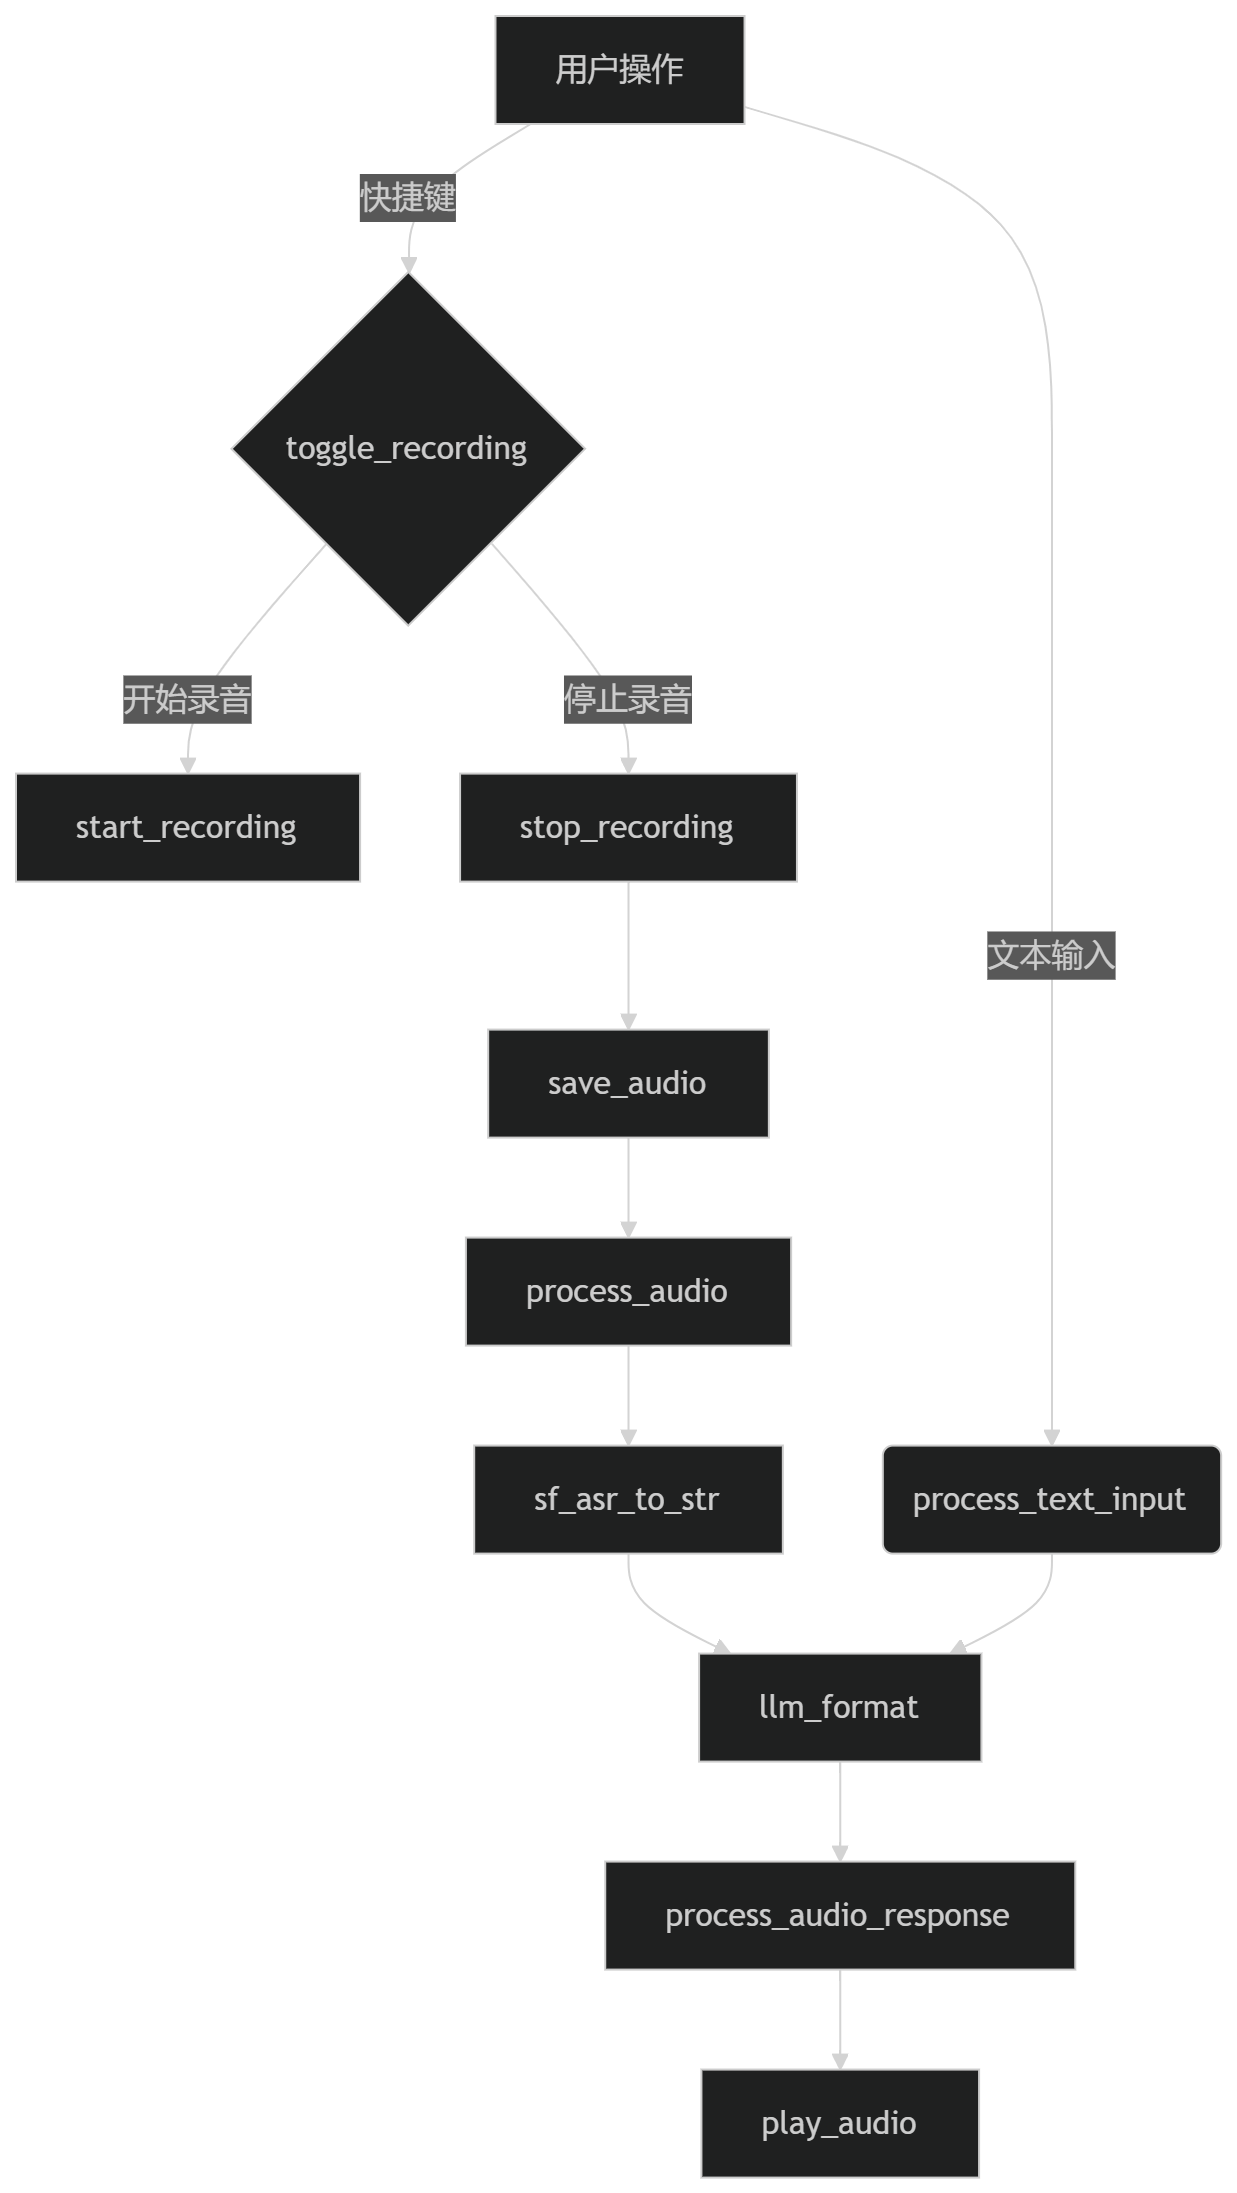 用户操作
快捷键
toggle_recording
开始录音
停止录音
start_recording
stop_recording
文本输入
save_audio
process_audio
sf_asr_to_str
process_text_input
llm_format
process_audio_response
play_audio